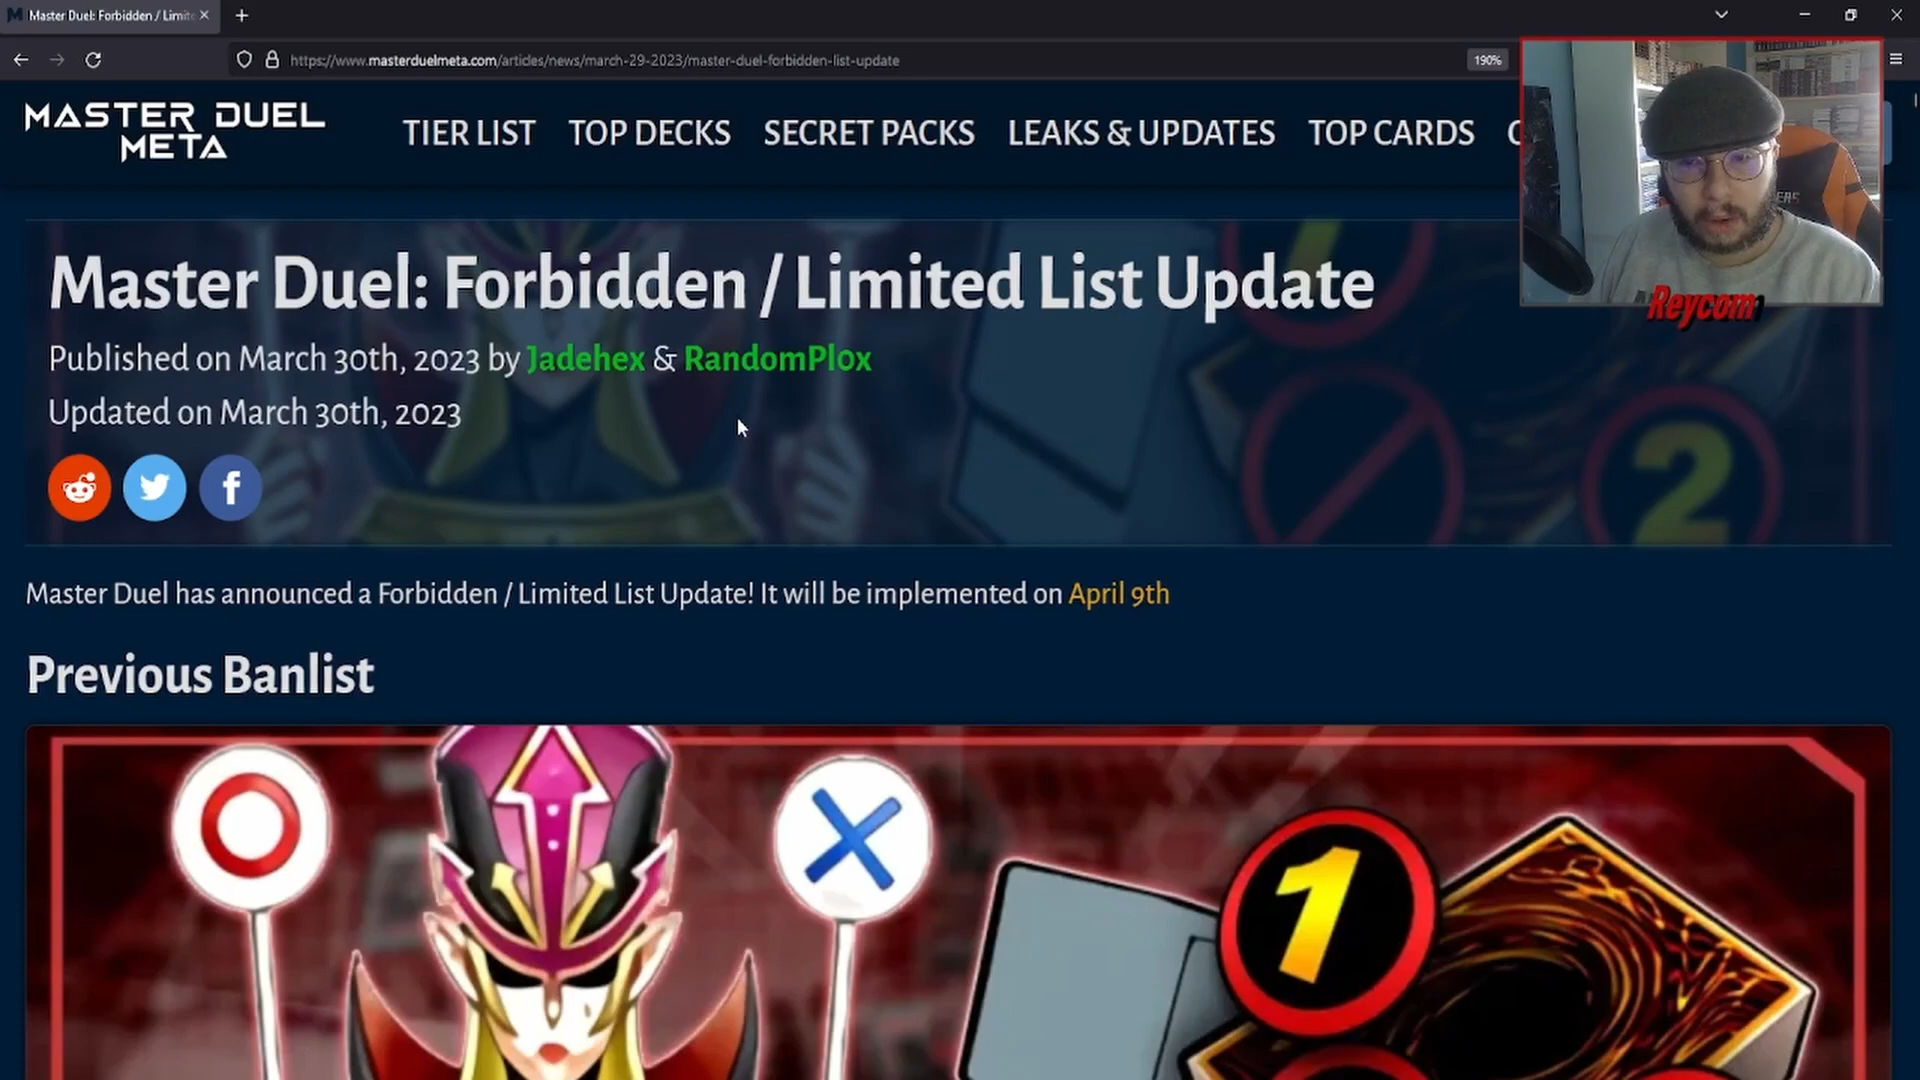 Master Duel: Forbidden / Limite
https://www.masterduelmeta.com/articles/news/march-29-2023/master-duel-forbidden-list-update
190%
MASTER DUEL
META
TIER LIST
TOP DECKS
SECRET PACKS
LEAKS & UPDATES
TOP CARDS
Reycom
Master Duel: Forbidden / Limited List Update
Published on March 30th, 2023 by Jadehex & RandomPlox
Updated on March 30th, 2023
Master Duel has announced a Forbidden / Limited List Update! It will be implemented on April 9th
Previous Banlist
1
2
1